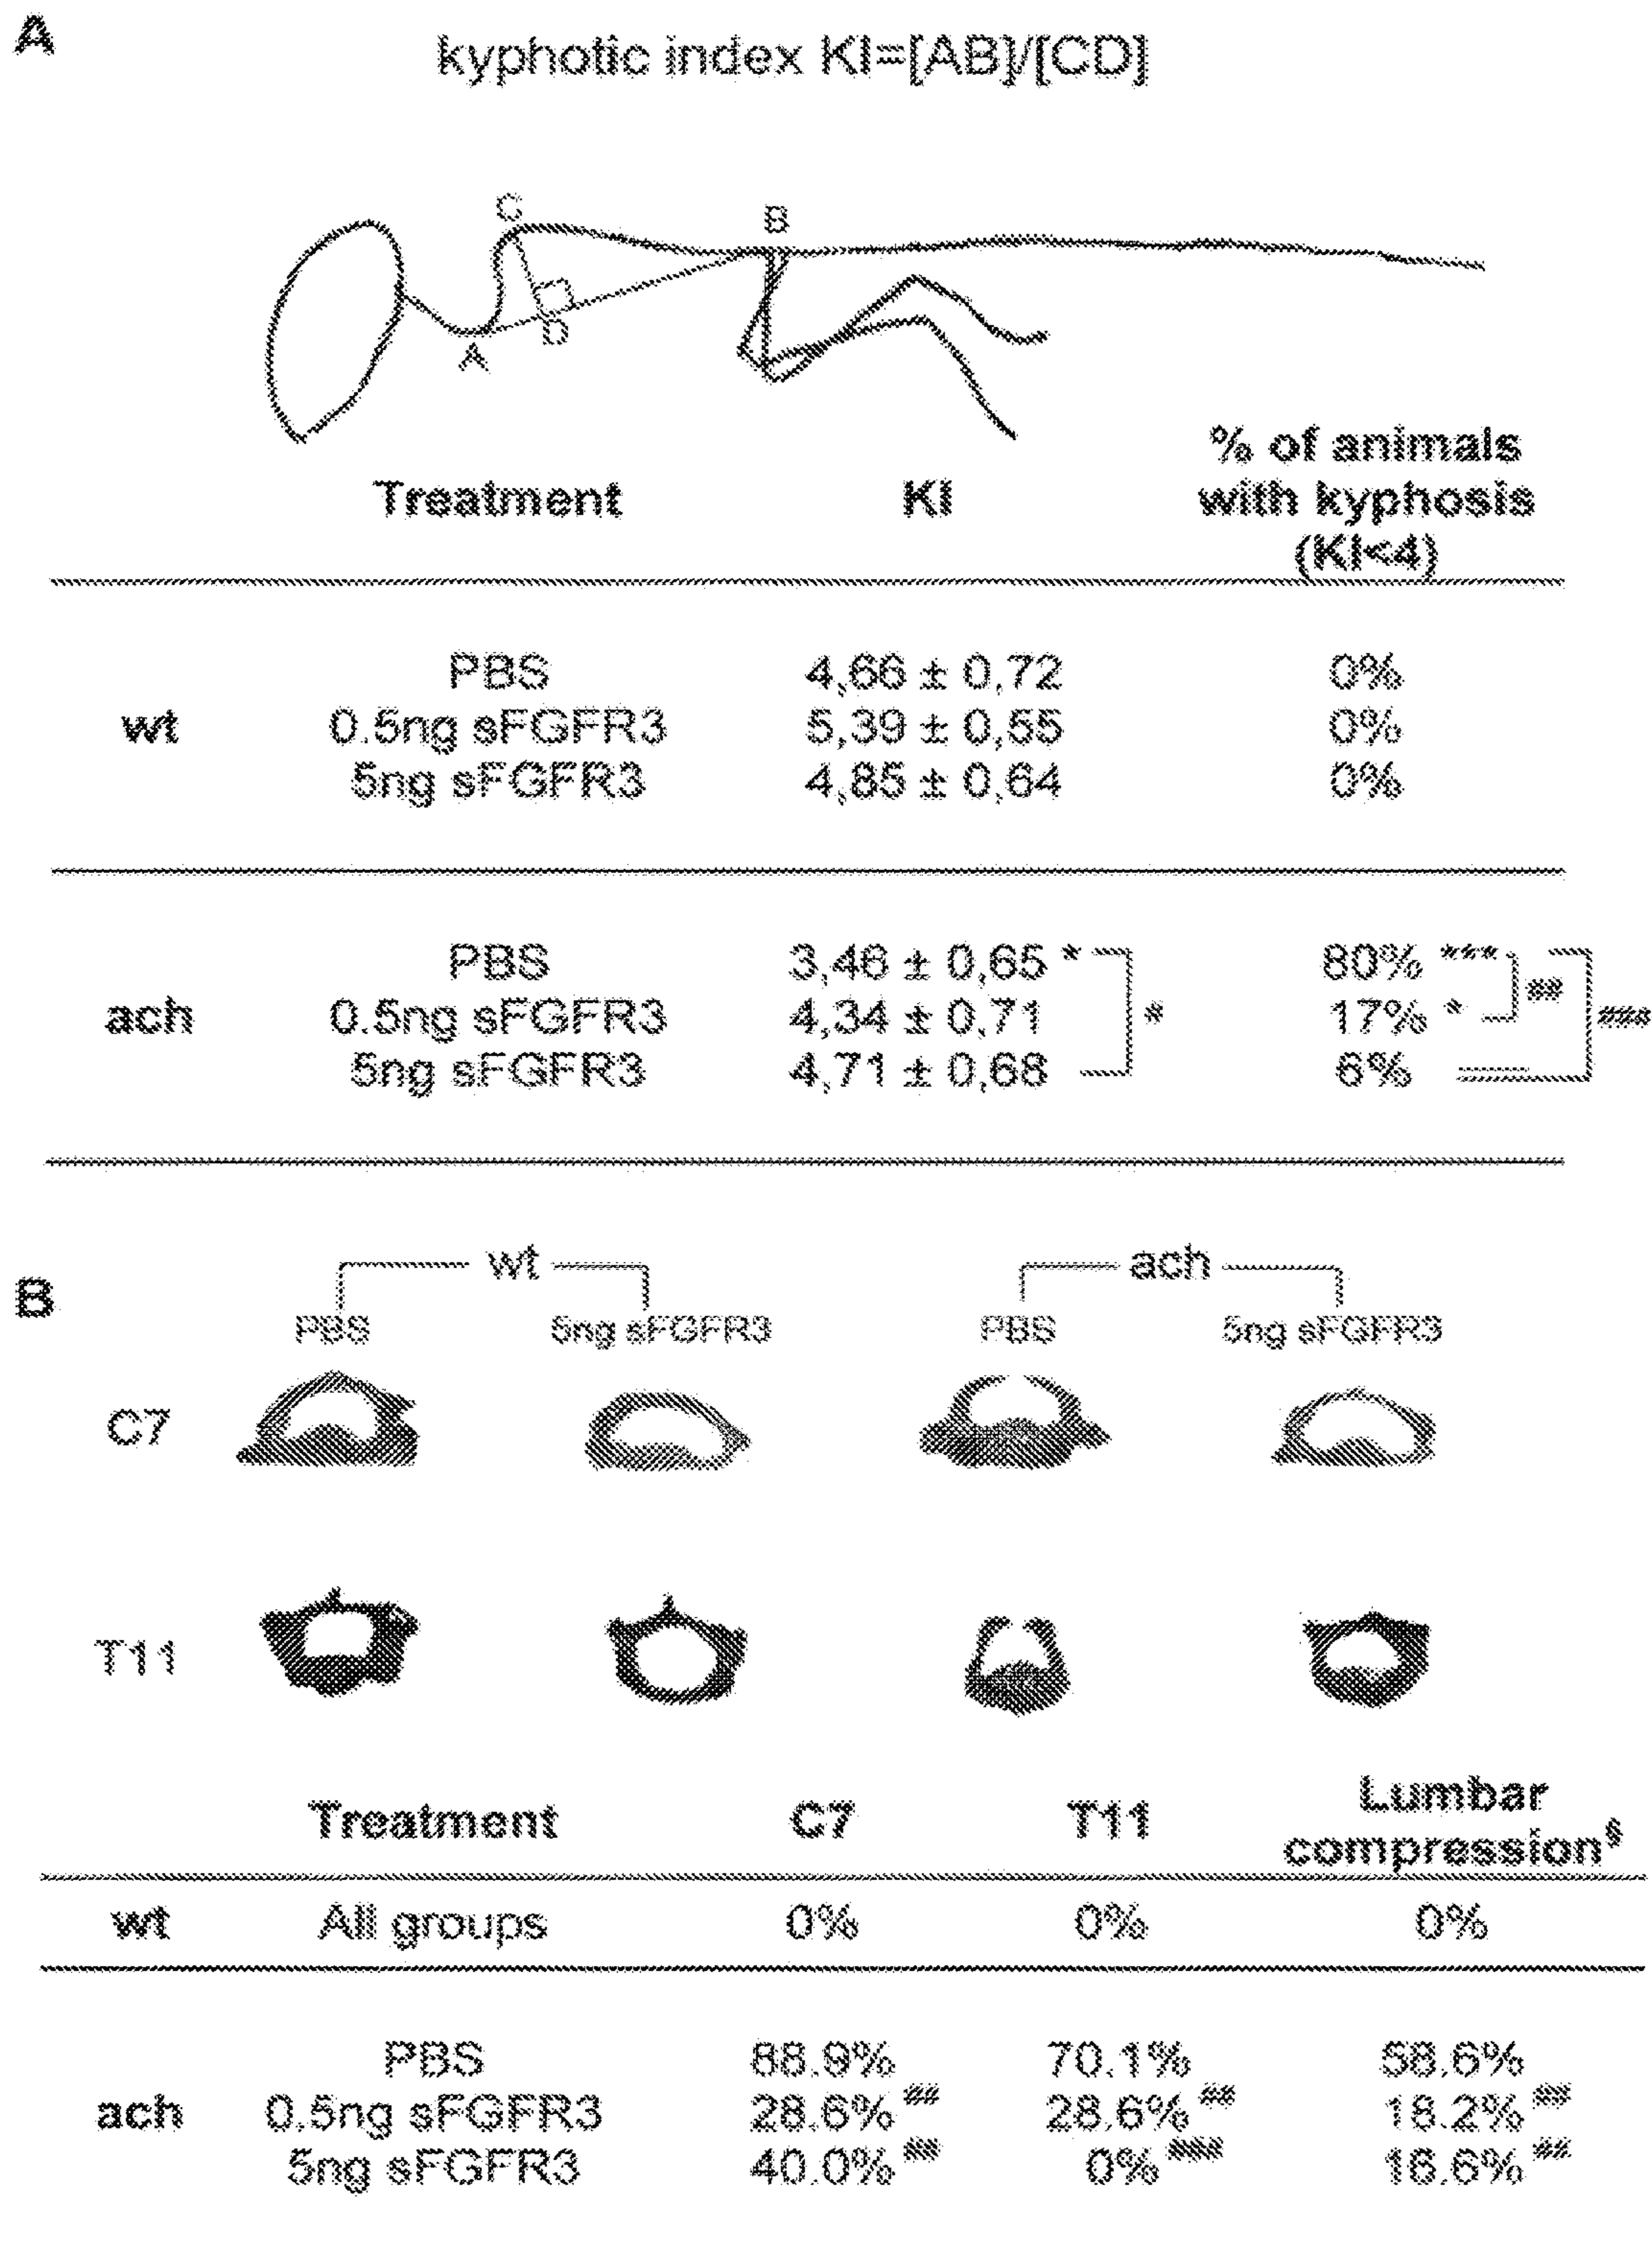 A
kyphotic index KI=[AB]/[CD]
C
B
D
A
Treatment KI % of animals
with kyphosis
(KI<4)
PBS 4,66 ± 0,72 0%
wt 0.5ng sFGFR3 5,39 ± 0,55 0%
5ng sFGFR3 4,85 ± 0,64 0%
PBS 3,46 ± 0,65 * 80% ***
ach 0.5ng sFGFR3 4,34 ± 0,71 # 17% * ## ###
5ng sFGFR3 4,71 ± 0,68 6%
B
wt ach
PBS 5ng sFGFR3 PBS 5ng sFGFR3
C7
T11
Treatment C7 T11 Lumbar
compression§
wt All groups 0% 0% 0%
PBS 70.1%
ach 0.5ng sFGFR3 28.6% ## 28.6% ## 18.2% ##
5ng sFGFR3 40.0% ## 0% ### 16.6% ##